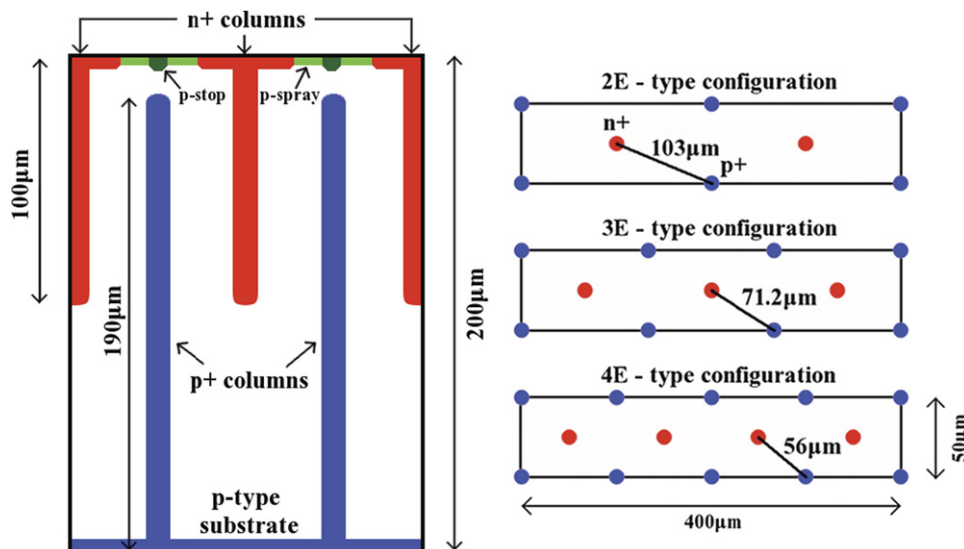 n+ columns
p-stop
p-spray
100µm
190µm
200µm
p+ columns
p-type
substrate
2E - type configuration
n+
103µm
p+
3E - type configuration
71.2µm
4E - type configuration
56µm
50µm
400µm